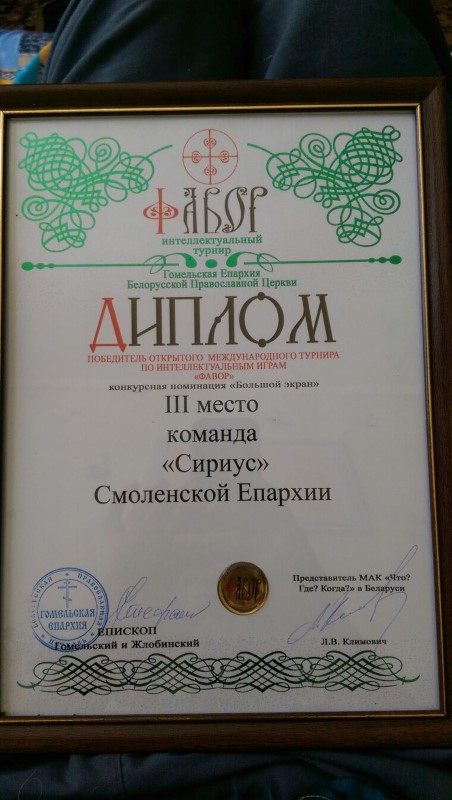 ФАВОР
интеллектуальный
турнир
Гомельская Епархия
Белорусской Православной Церкви
ДИПЛОМ
ПОБЕДИТЕЛЬ ОТКРЫТОГО МЕЖДУНАРОДНОГО ТУРНИРА
ПО ИНТЕЛЛЕКТУАЛЬНЫМ ИГРАМ
«ФАВОР»
конкурсная номинация «Большой экран»
III место
команда
«Сириус»
Смоленской Епархии
ГОМЕЛЬСКАЯ
ЕПАРХИЯ
ФАВОР
Представитель МАК «Что?
Где? Когда?» в Беларуси
ЕПИСКОП
Гомельский и Жлобинский
Л.В. Климович